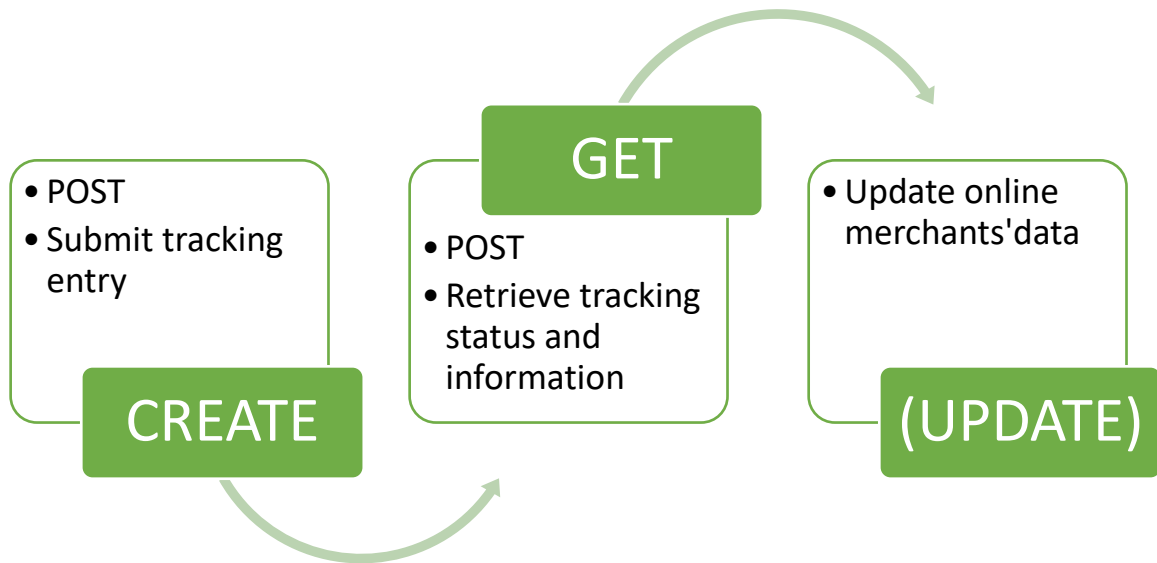 • POST
• Submit tracking
entry
CREATE
GET
• POST
• Retrieve tracking
status and
information
• Update online
merchants'data
(UPDATE)